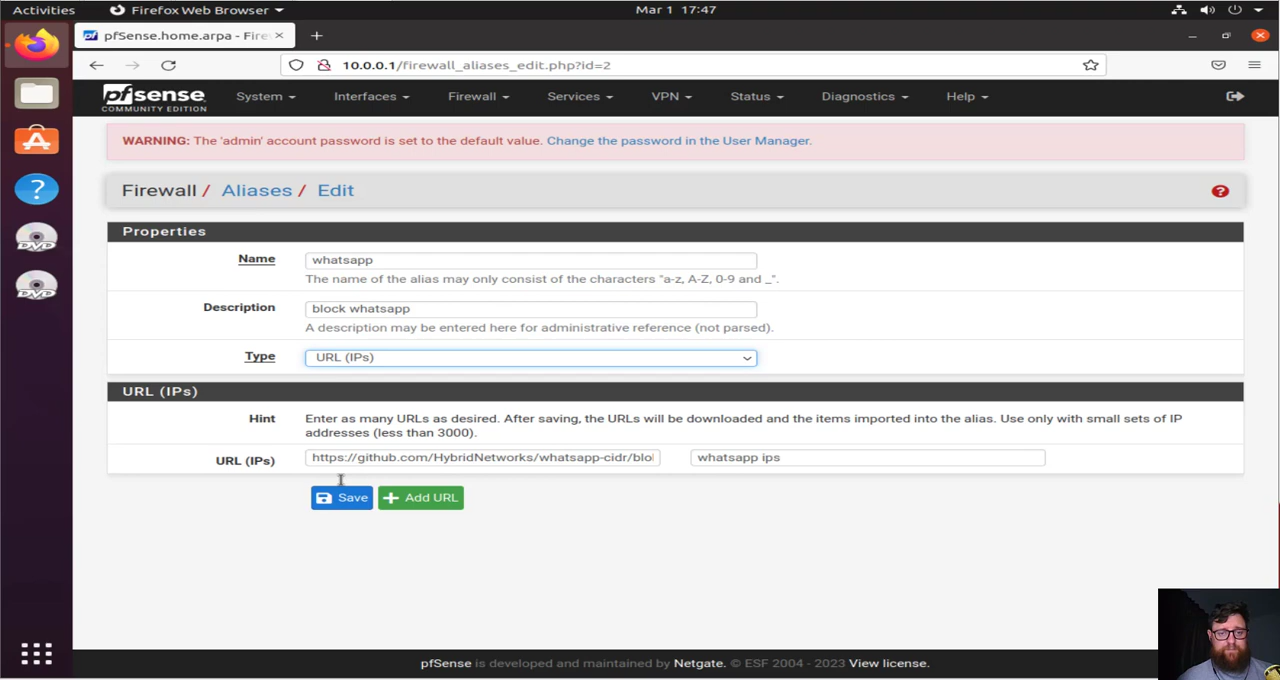 Activities Firefox Web Browser Mar 1 17:47
pfSense.home.arpa - Fire
10.0.0.1/firewall_aliases_edit.php?id=2
pfsense COMMUNITY EDITION System Interfaces Firewall Services VPN Status Diagnostics Help
WARNING: The 'admin' account password is set to the default value. Change the password in the User Manager.
Firewall / Aliases / Edit
Properties
Name whatsapp
The name of the alias may only consist of the characters "a-z, A-Z, 0-9 and _".
Description block whatsapp
A description may be entered here for administrative reference (not parsed).
Type URL (IPs)
URL (IPs)
Hint Enter as many URLs as desired. After saving, the URLs will be downloaded and the items imported into the alias. Use only with small sets of IP
addresses (less than 3000).
URL (IPs) https://github.com/HybridNetworks/whatsapp-cidr/blo whatsapp ips
Save Add URL
pfSense is developed and maintained by Netgate. © ESF 2004 - 2023 View license.